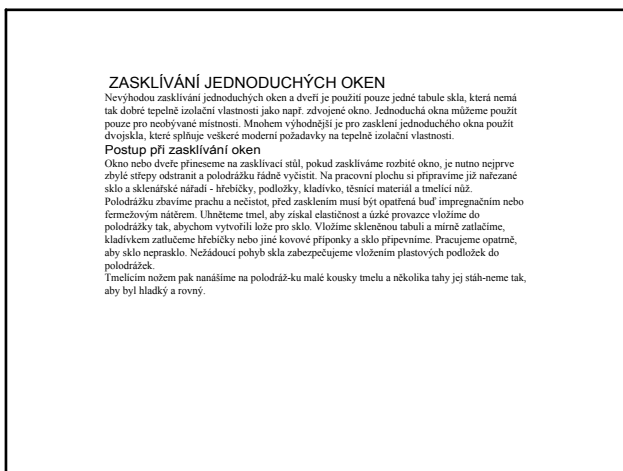 ZASKLÍVÁNÍ JEDNODUCHÝCH OKEN
Nevýhodou zasklívání jednoduchých oken a dveří je použití pouze jedné tabule skla, která nemá
tak dobré tepelně izolační vlastnosti jako např. zdvojené okno. Jednoduchá okna můžeme použít
pouze pro neobývané místnosti. Mnohem výhodnější je pro zasklení jednoduchého okna použít
dvojskla, které splňuje veškeré moderní požadavky na tepelně izolační vlastnosti.
Postup při zasklívání oken
Okno nebo dveře přineseme na zasklívací stůl, pokud zasklíváme rozbité okno, je nutno nejprve
zbylé střepy odstranit a polodrážku řádně vyčistit. Na pracovní plochu si připravíme již nařezané
sklo a sklenářské nářadí - hřebíčky, podložky, kladívko, těsnící materiál a tmelící nůž.
Polodrážku zbavíme prachu a nečistot, před zasklením musí být opatřená buď impregnačním nebo
fermežovým nátěrem. Uhněteme tmel, aby získal elastičnost a úzké provazce vložíme do
polodrážky tak, abychom vytvořili lože pro sklo. Vložíme skleněnou tabuli a mírně zatlačíme,
kladívkem zatlučeme hřebíčky nebo jiné kovové příponky a sklo připevníme. Pracujeme opatrně,
aby sklo neprasklo. Nežádoucí pohyb skla zabezpečujeme vložením plastových podložek do
polodrážek.
Tmelícím nožem pak nanášíme na polodráž-ku malé kousky tmelu a několika tahy jej stáh-neme tak,
aby byl hladký a rovný.